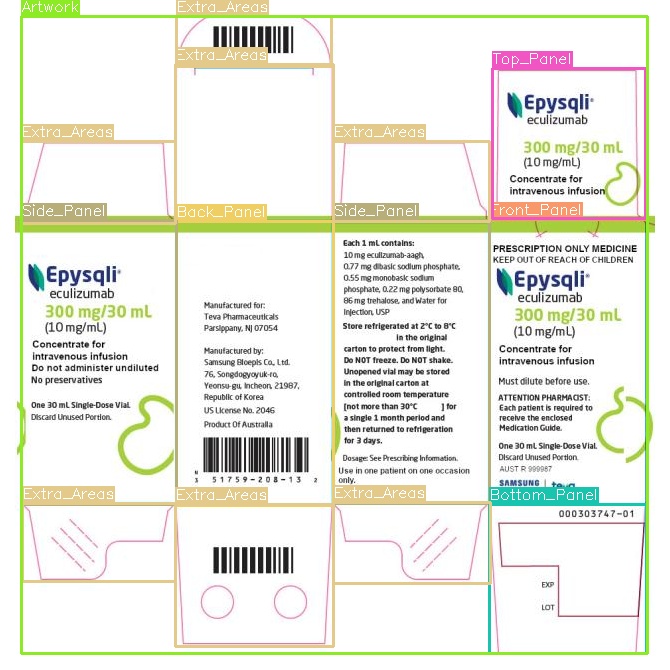 Artwork
Extra_Areas
Extra_Areas
Top_Panel
Epysqli®
eculizumab
300 mg/30 mL
(10 mg/mL)
Concentrate for
intravenous infusion
Extra_Areas
Extra_Areas
Side_Panel
Epysqli®
eculizumab
300 mg/30 mL
(10 mg/mL)
Concentrate for
intravenous infusion
Do not administer undiluted
No preservatives
One 30 mL Single-Dose Vial.
Discard Unused Portion.
Back_Panel
Manufactured for:
Teva Pharmaceuticals
Parsippany, NJ 07054
Manufactured by:
Samsung Bioepis Co., Ltd.
76, Songdogyoyuk-ro,
Yeonsu-gu, Incheon, 21987,
Republic of Korea
US License No. 2046
Product Of Australia
N
3 51759-208-13 2
Side_Panel
Each 1 mL contains:
10 mg eculizumab-aagh,
0.77 mg dibasic sodium phosphate,
0.55 mg monobasic sodium
phosphate, 0.22 mg polysorbate 80,
86 mg trehalose, and Water for
Injection, USP
Store refrigerated at 2°C to 8°C
in the original
carton to protect from light.
Do NOT freeze. Do NOT shake.
Unopened vial may be stored
in the original carton at
controlled room temperature
[not more than 30°C ] for
a single 1 month period and
then returned to refrigeration
for 3 days.
Dosage: See Prescribing Information.
Use in one patient on one occasion
only.
Front_Panel
PRESCRIPTION ONLY MEDICINE
KEEP OUT OF REACH OF CHILDREN
Epysqli®
eculizumab
300 mg/30 mL
(10 mg/mL)
Concentrate for
intravenous infusion
Must dilute before use.
ATTENTION PHARMACIST:
Each patient is required to
receive the enclosed
Medication Guide.
One 30 mL Single-Dose Vial.
Discard Unused Portion.
AUST R 999987
SAMSUNG | teva
Extra_Areas
Extra_Areas
Extra_Areas
Bottom_Panel
000303747-01
EXP
LOT